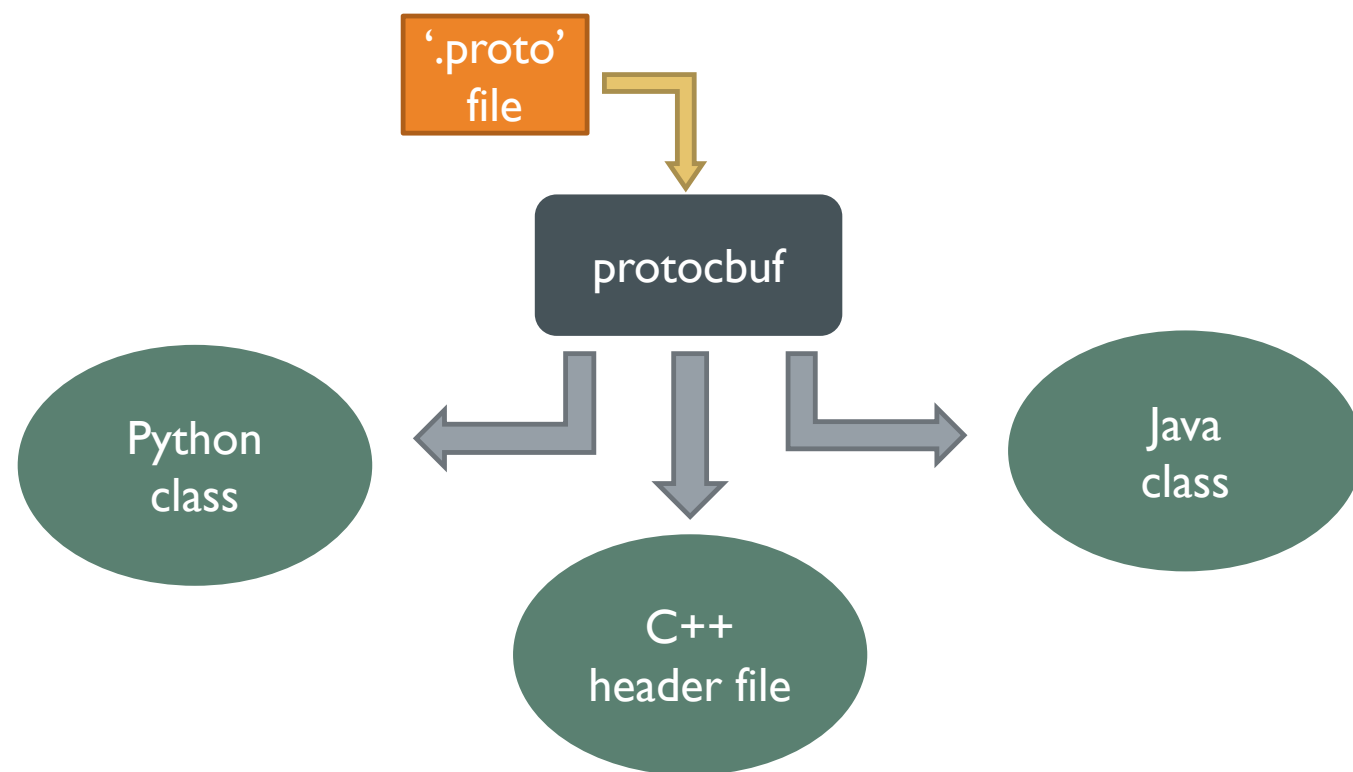 ‘.proto’
file
protocbuf
Python
class
Java
class
C++
header file